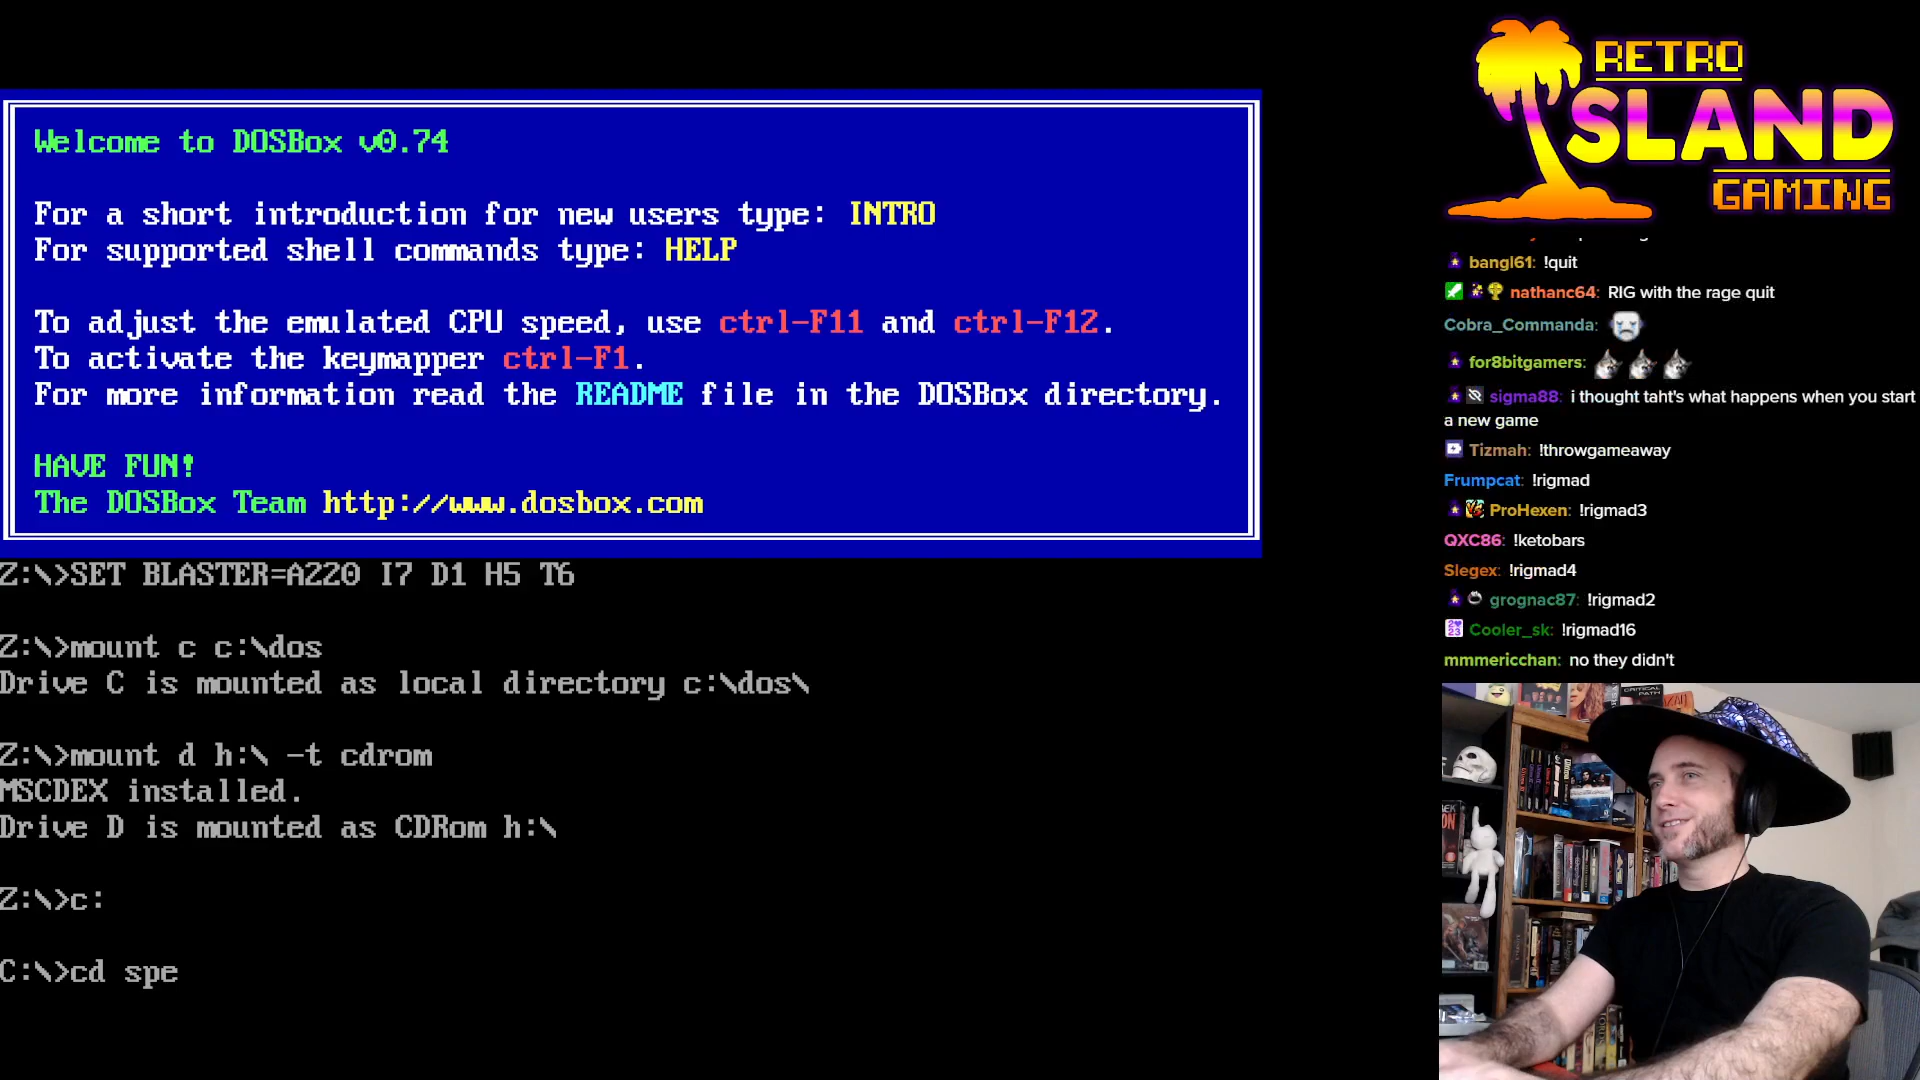 Welcome to DOSBox v0.74
For a short introduction for new users type: INTRO
For supported shell commands type: HELP
To adjust the emulated CPU speed, use ctrl-F11 and ctrl-F12.
To activate the keymapper ctrl-F1.
For more information read the README file in the DOSBox directory.
HAVE FUN!
The DOSBox Team http://www.dosbox.com
Z:\>SET BLASTER=A220 I7 D1 H5 T6
Z:\>mount c c:\dos
Drive C is mounted as local directory c:\dos\
Z:\>mount d h:\ -t cdrom
MSCDEX installed.
Drive D is mounted as CDRom h:\
Z:\>c:
C:\>cd spe
RETRO
ISLAND
GAMING
bangl61: !quit
nathanc64: RIG with the rage quit
Cobra_Commanda:
for8bitgamers:
sigma88: i thought taht's what happens when you start
a new game
Tizmah: !throwgameaway
Frumpcat: !rigmad
ProHexen: !rigmad3
QXC86: !ketobars
Slegex: !rigmad4
grognac87: !rigmad2
Cooler_sk: !rigmad16
mmmericchan: no they didn't
CRITICAL
PATH